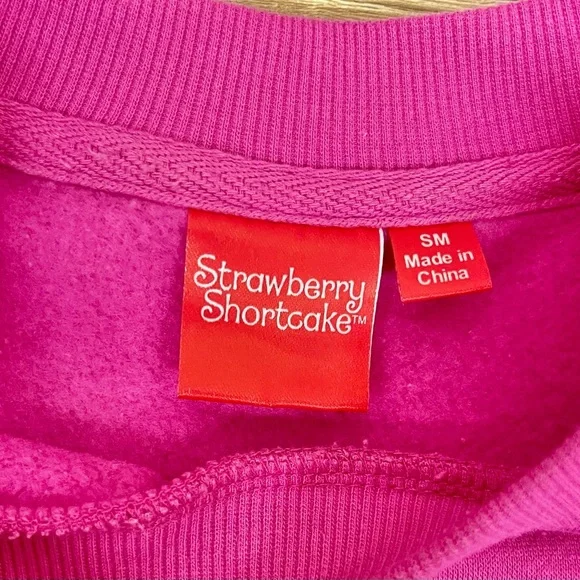 Strawberry
Shortcake™
SM
Made in
China